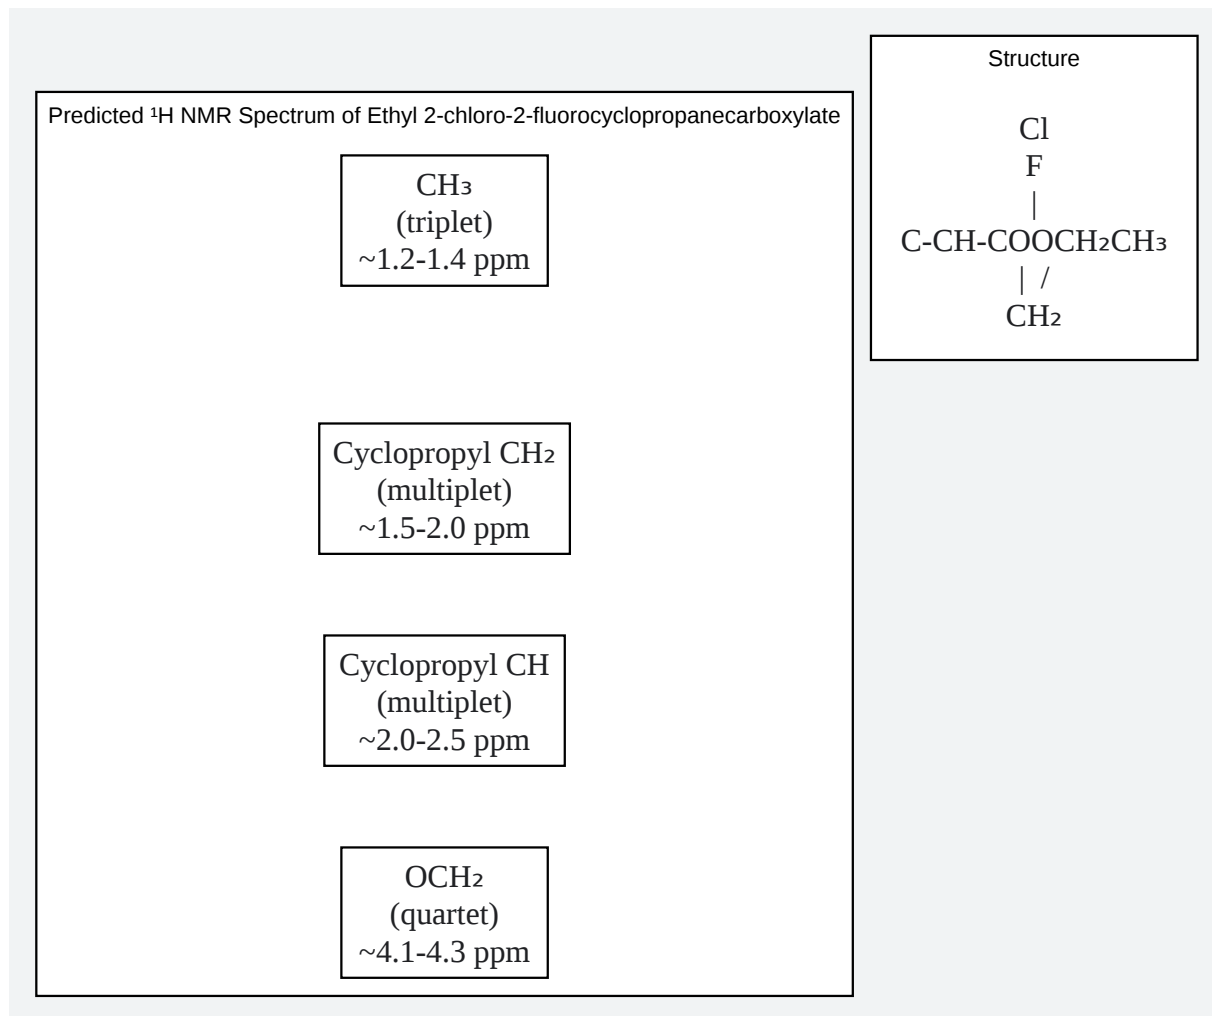 Predicted ¹H NMR Spectrum of Ethyl 2-chloro-2-fluorocyclopropanecarboxylate
CH₃
(triplet)
~1.2-1.4 ppm
Cyclopropyl CH₂
(multiplet)
~1.5-2.0 ppm
Cyclopropyl CH
(multiplet)
~2.0-2.5 ppm
OCH₂
(quartet)
~4.1-4.3 ppm
Structure
Cl
F
|
C-CH-COOCH₂CH₃
| /
CH₂